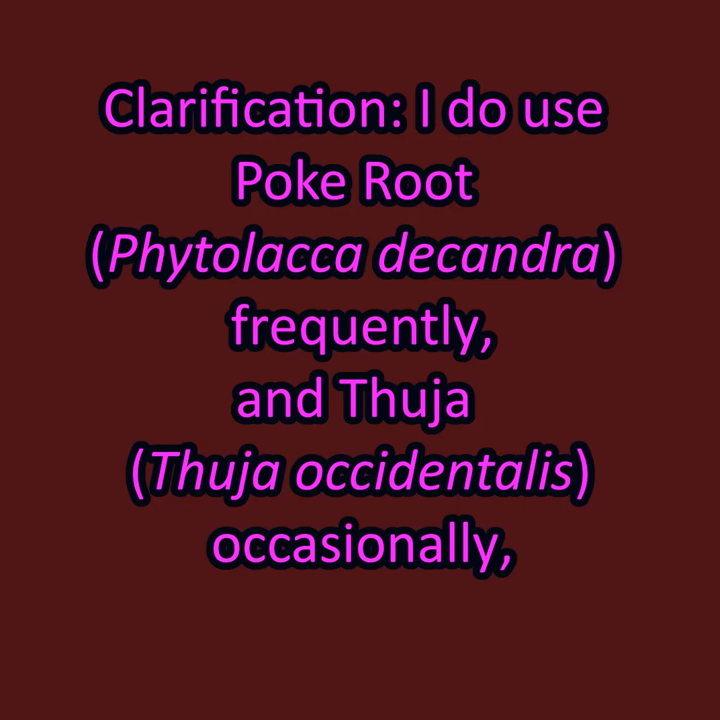 Clarification: I do use
Poke Root
(Phytolacca decandra)
frequently,
and Thuja
(Thuja occidentalis)
occasionally,